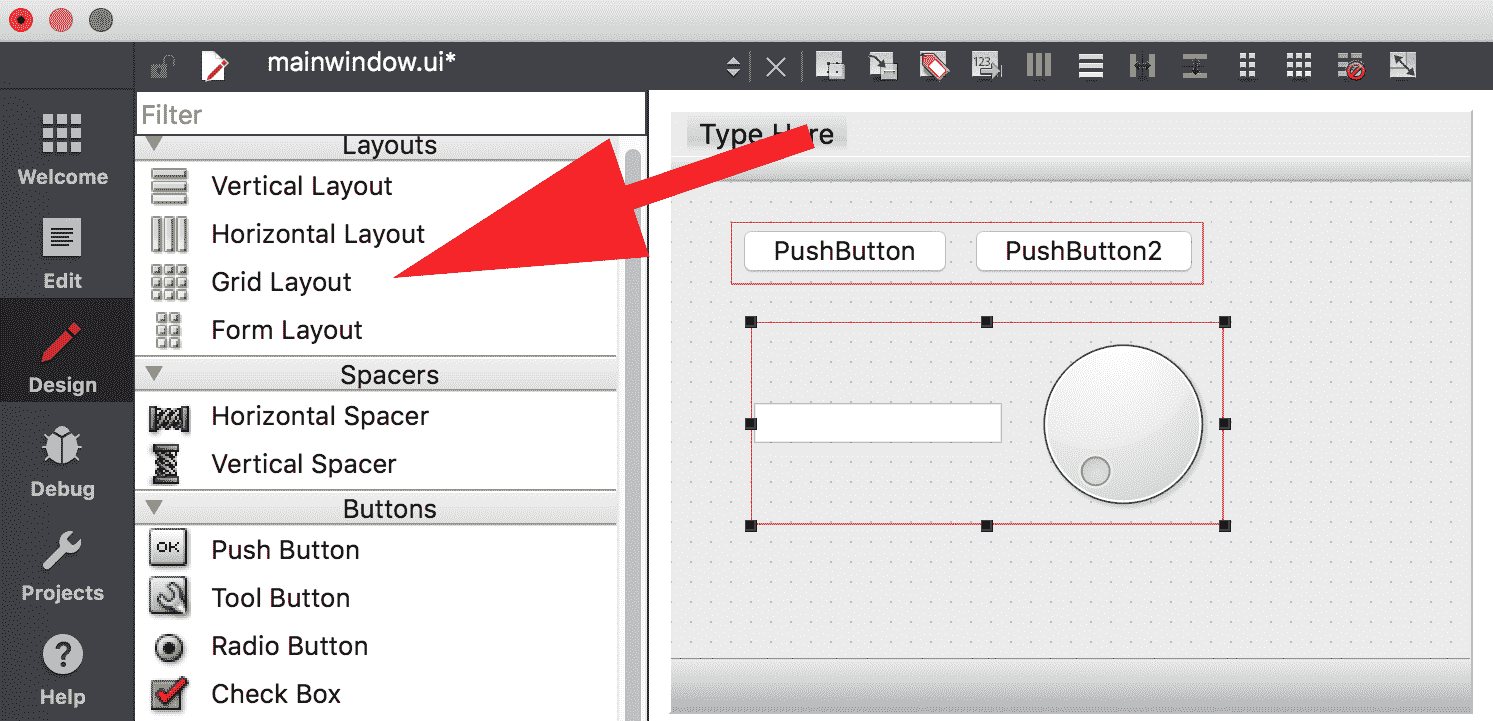 mainwindow.ui*
123
Filter
Welcome
Edit
Design
Debug
Projects
Help
Layouts
Vertical Layout
Horizontal Layout
Grid Layout
Form Layout
Spacers
Horizontal Spacer
Vertical Spacer
Buttons
OK
Push Button
Tool Button
Radio Button
Check Box
Type Here
PushButton
PushButton2